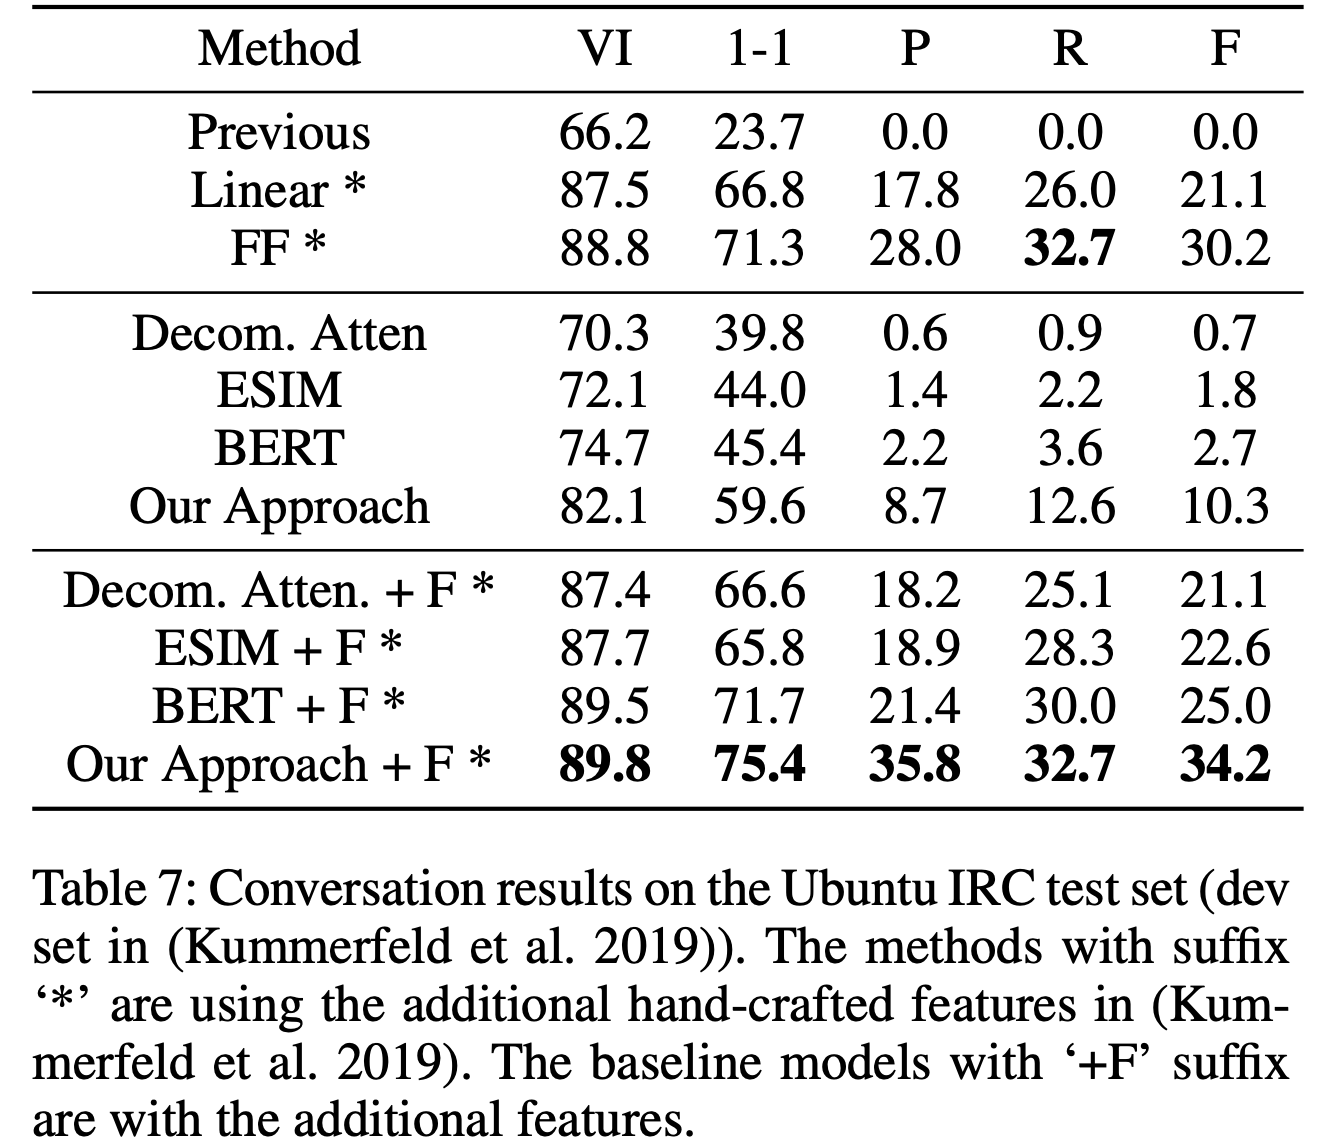 Method VI 1-1 P R F
Previous 66.2 23.7 0.0 0.0 0.0
Linear * 87.5 66.8 17.8 26.0 21.1
FF * 88.8 71.3 28.0 32.7 30.2
Decom. Atten 70.3 39.8 0.6 0.9 0.7
ESIM 72.1 44.0 1.4 2.2 1.8
BERT 74.7 45.4 2.2 3.6 2.7
Our Approach 82.1 59.6 8.7 12.6 10.3
Decom. Atten. + F * 87.4 66.6 18.2 25.1 21.1
ESIM + F * 87.7 65.8 18.9 28.3 22.6
BERT + F * 89.5 71.7 21.4 30.0 25.0
Our Approach + F * 89.8 75.4 35.8 32.7 34.2
Table 7: Conversation results on the Ubuntu IRC test set (dev
set in (Kummerfeld et al. 2019)). The methods with suffix
‘*’ are using the additional hand-crafted features in (Kum-
merfeld et al. 2019). The baseline models with ‘+F’ suffix
are with the additional features.